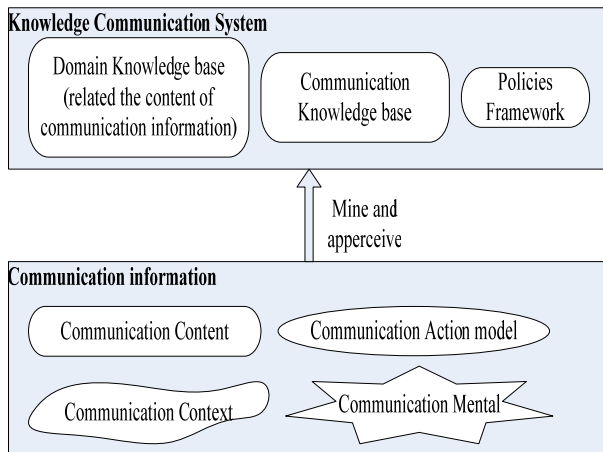 Knowledge Communication System
Domain Knowledge base
(related the content of
communication information)
Communication
Knowledge base
Policies
Framework
Mine and
apperceive
Communication information
Communication Content
Communication Action model
Communication Context
Communication Mental